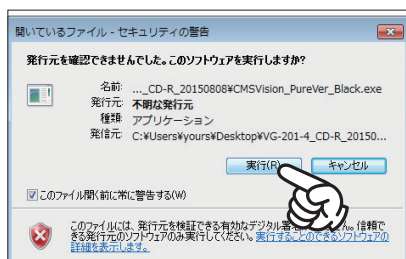 開いているファイル - セキュリティの警告
発行元を確認できませんでした。このソフトウェアを実行しますか?
名前: ..._CD-R_20150808¥CMSVision_PureVer_Black.exe
発行元: 不明な発行元
種類: アプリケーション
発信元: C:¥Users¥yours¥Desktop¥VG-201-4_CD-R_20150...
実行(R)
キャンセル
このファイルを開く前に常に警告する(W)
このファイルには、発行元を検証できる有効なデジタル署名 ません。信頼で
きる発行元のソフトウェアのみ実行してください。実行することのできるソフトウェアの
詳細を表示します。